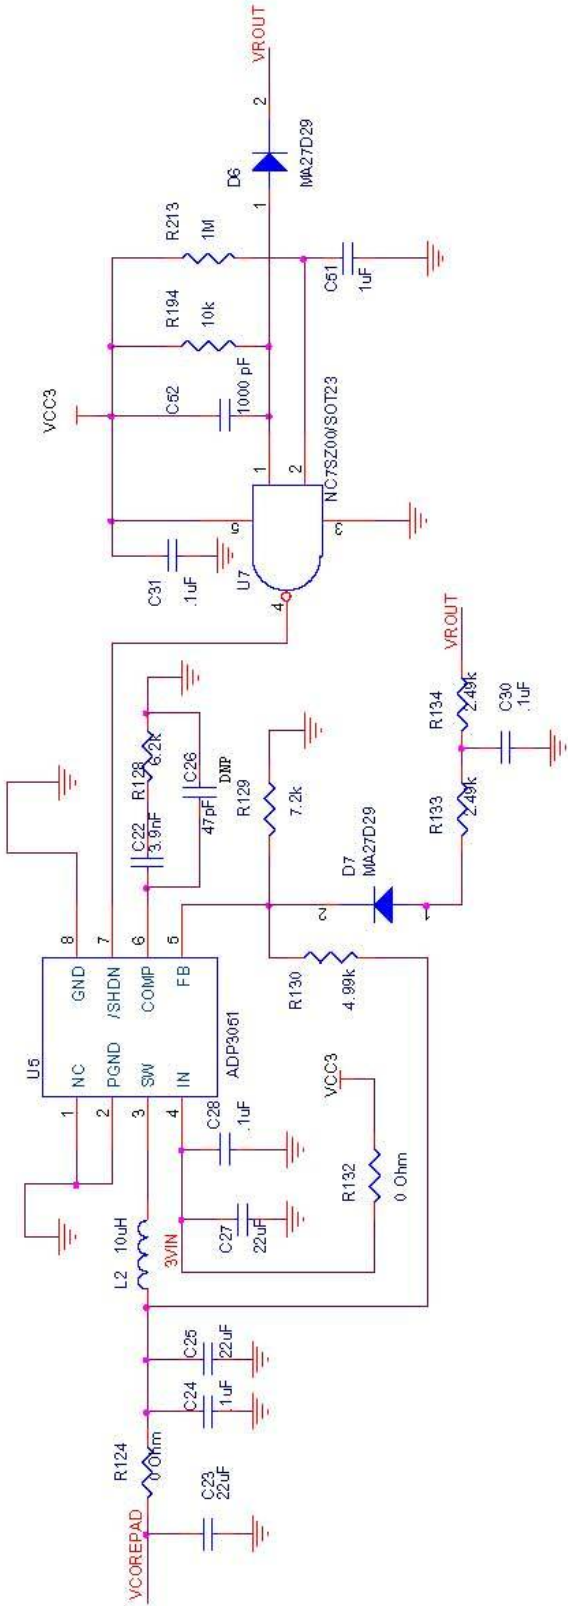 VROUT
2
D6
MA27D29
1
R213
1M
R194
10k
C51
1uF
VCC3
C52
1000 pF
1
2
NC7SZ00/SOT23
5
3
C31
.1uF
U7
4
VROUT
R134
2.49k
C30
.1uF
R133
2.49k
R128
6.2k
C26
DNP
47pF
C22
3.9nF
R129
7.2k
D7
MA27D29
2
1
8
7
6
5
GND
/SHDN
COMP
FB
U5
ADP3051
R130
4.99k
NC
PGND
SW
IN
1
2
3
4
C28
.1uF
VCC3
R132
0 Ohm
L2
10uH
3VIN
C27
22uF
C25
22uF
C24
.1uF
R124
0 Ohm
C23
22uF
VCOREPAD